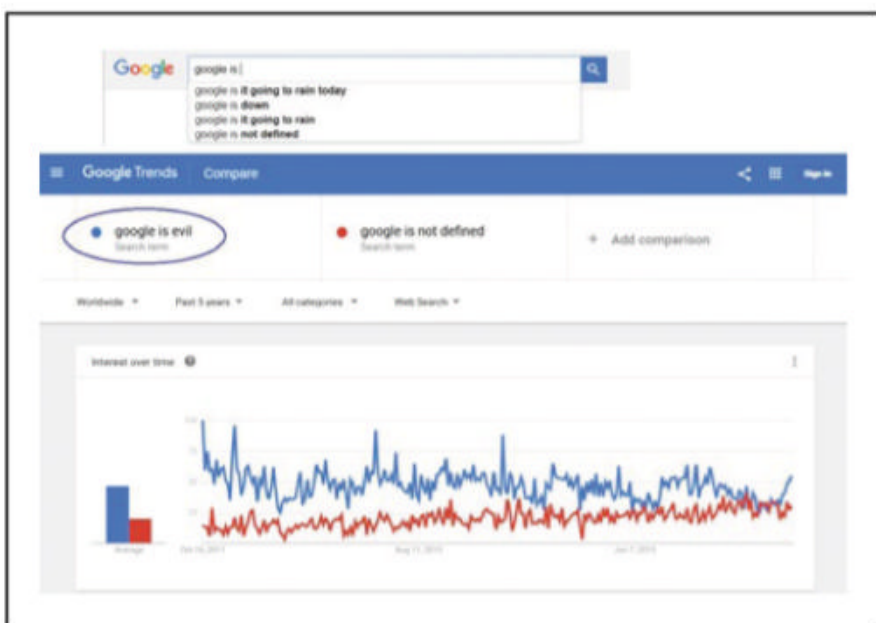 Google google is
google is it going to rain today
google is down
google is it going to rain
google is not defined
Google Trends Compare Sign in
google is evil google is not defined
Search term Search term
+ Add comparison
Worldwide Past 5 years All categories Web Search
Interest over time
Average